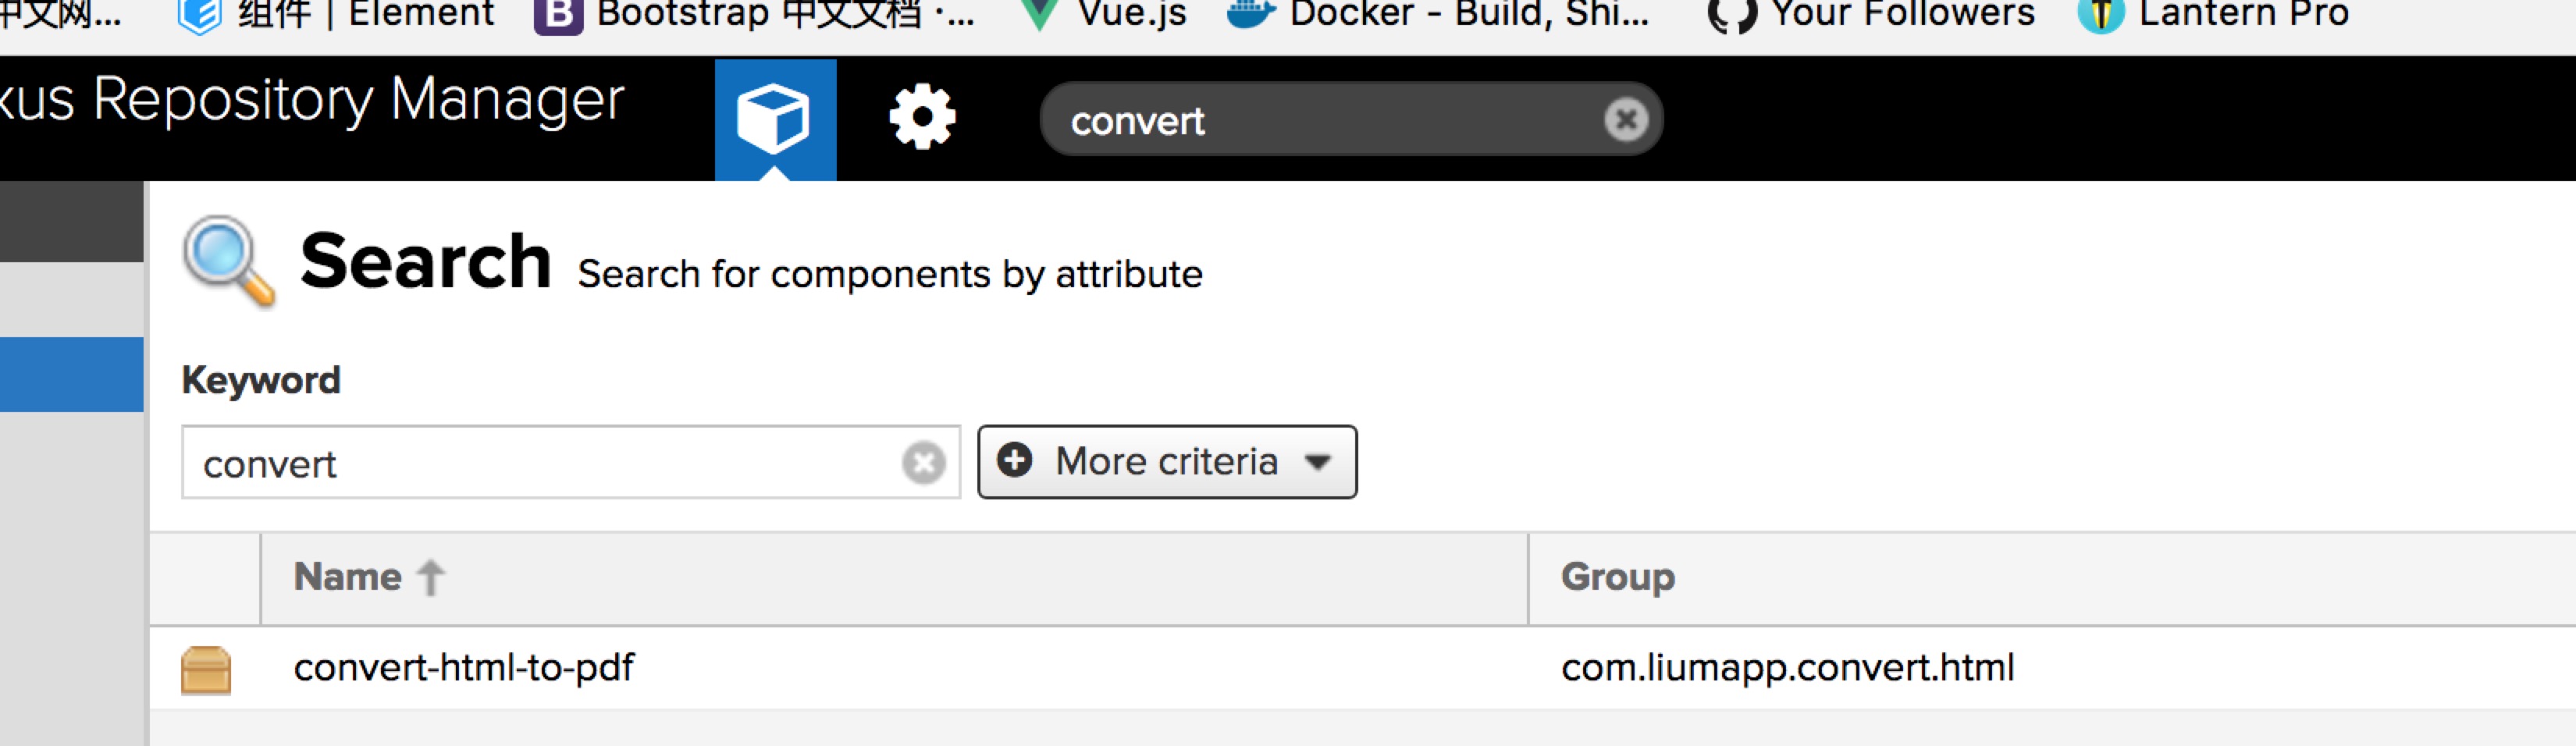 中文网... 组件 | Element B Bootstrap 中文文档 ·... Vue.js Docker - Build, Shi... Your Followers Lantern Pro
xus Repository Manager convert
Search Search for components by attribute
Keyword
convert More criteria
Name Group
convert-html-to-pdf com.liumapp.convert.html